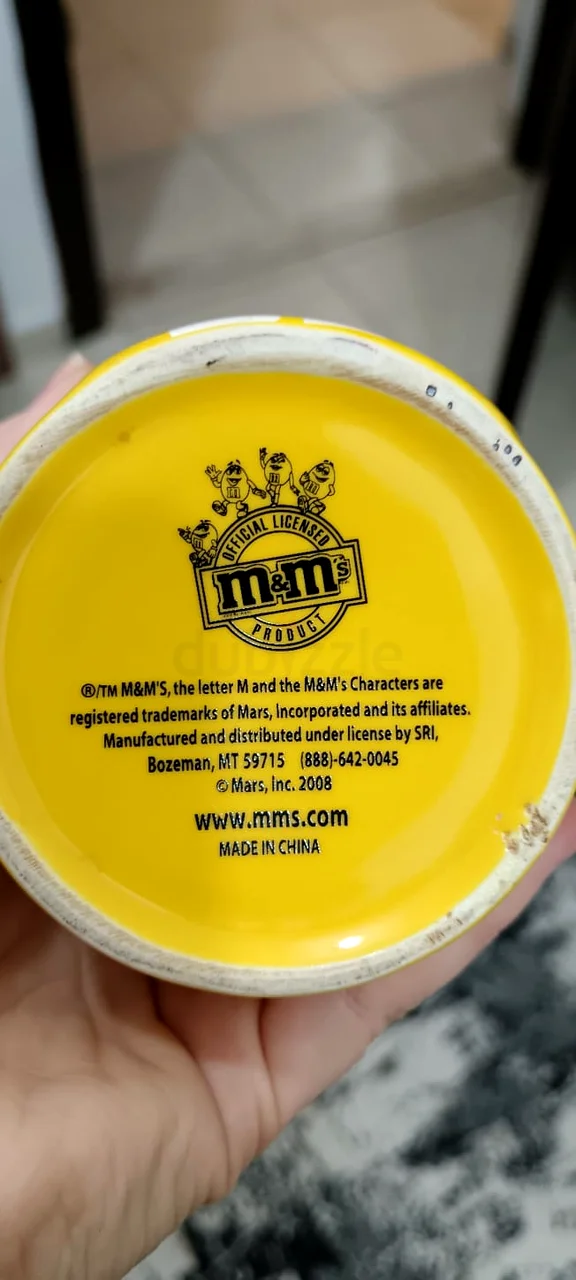 OFFICIAL LICENSED
m&m's
PRODUCT
dubizzle
®/TM M&M'S, the letter M and the M&M's Characters are
registered trademarks of Mars, Incorporated and its affiliates.
Manufactured and distributed under license by SRI,
Bozeman, MT 59715 (888)-642-0045
© Mars, Inc. 2008
www.mms.com
MADE IN CHINA